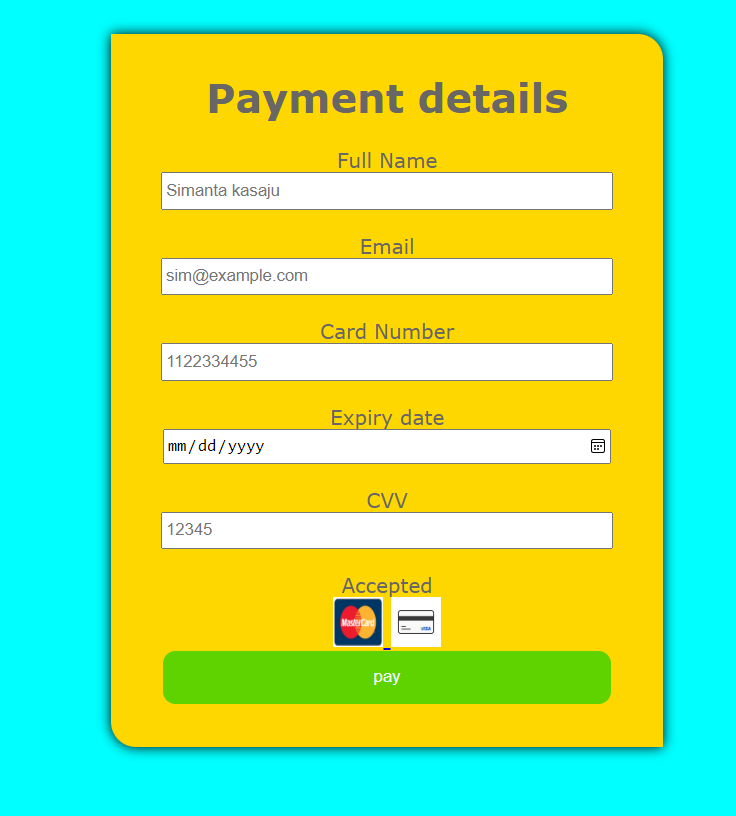 Payment details
Full Name
Simanta kasaju
Email
sim@example.com
Card Number
1122334455
Expiry date
mm/dd/yyyy
CVV
12345
Accepted
MasterCard VISA
pay